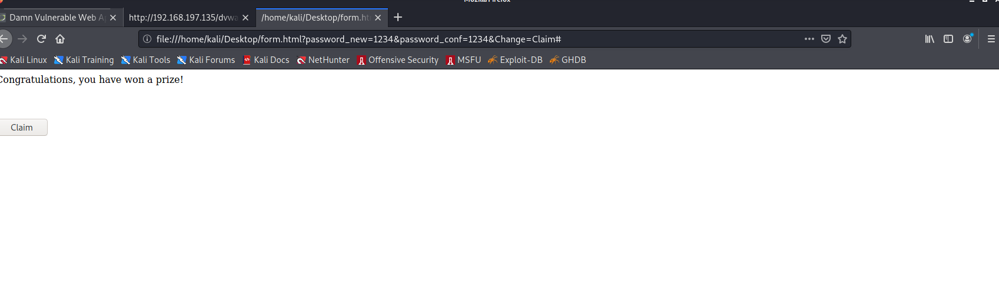 Mozilla Firefox
Damn Vulnerable Web Ap http://192.168.197.135/dvwa /home/kali/Desktop/form.htm
file:///home/kali/Desktop/form.html?password_new=1234&password_conf=1234&Change=Claim#
Kali Linux Kali Training Kali Tools Kali Forums Kali Docs NetHunter Offensive Security MSFU Exploit-DB GHDB
Congratulations, you have won a prize!
Claim